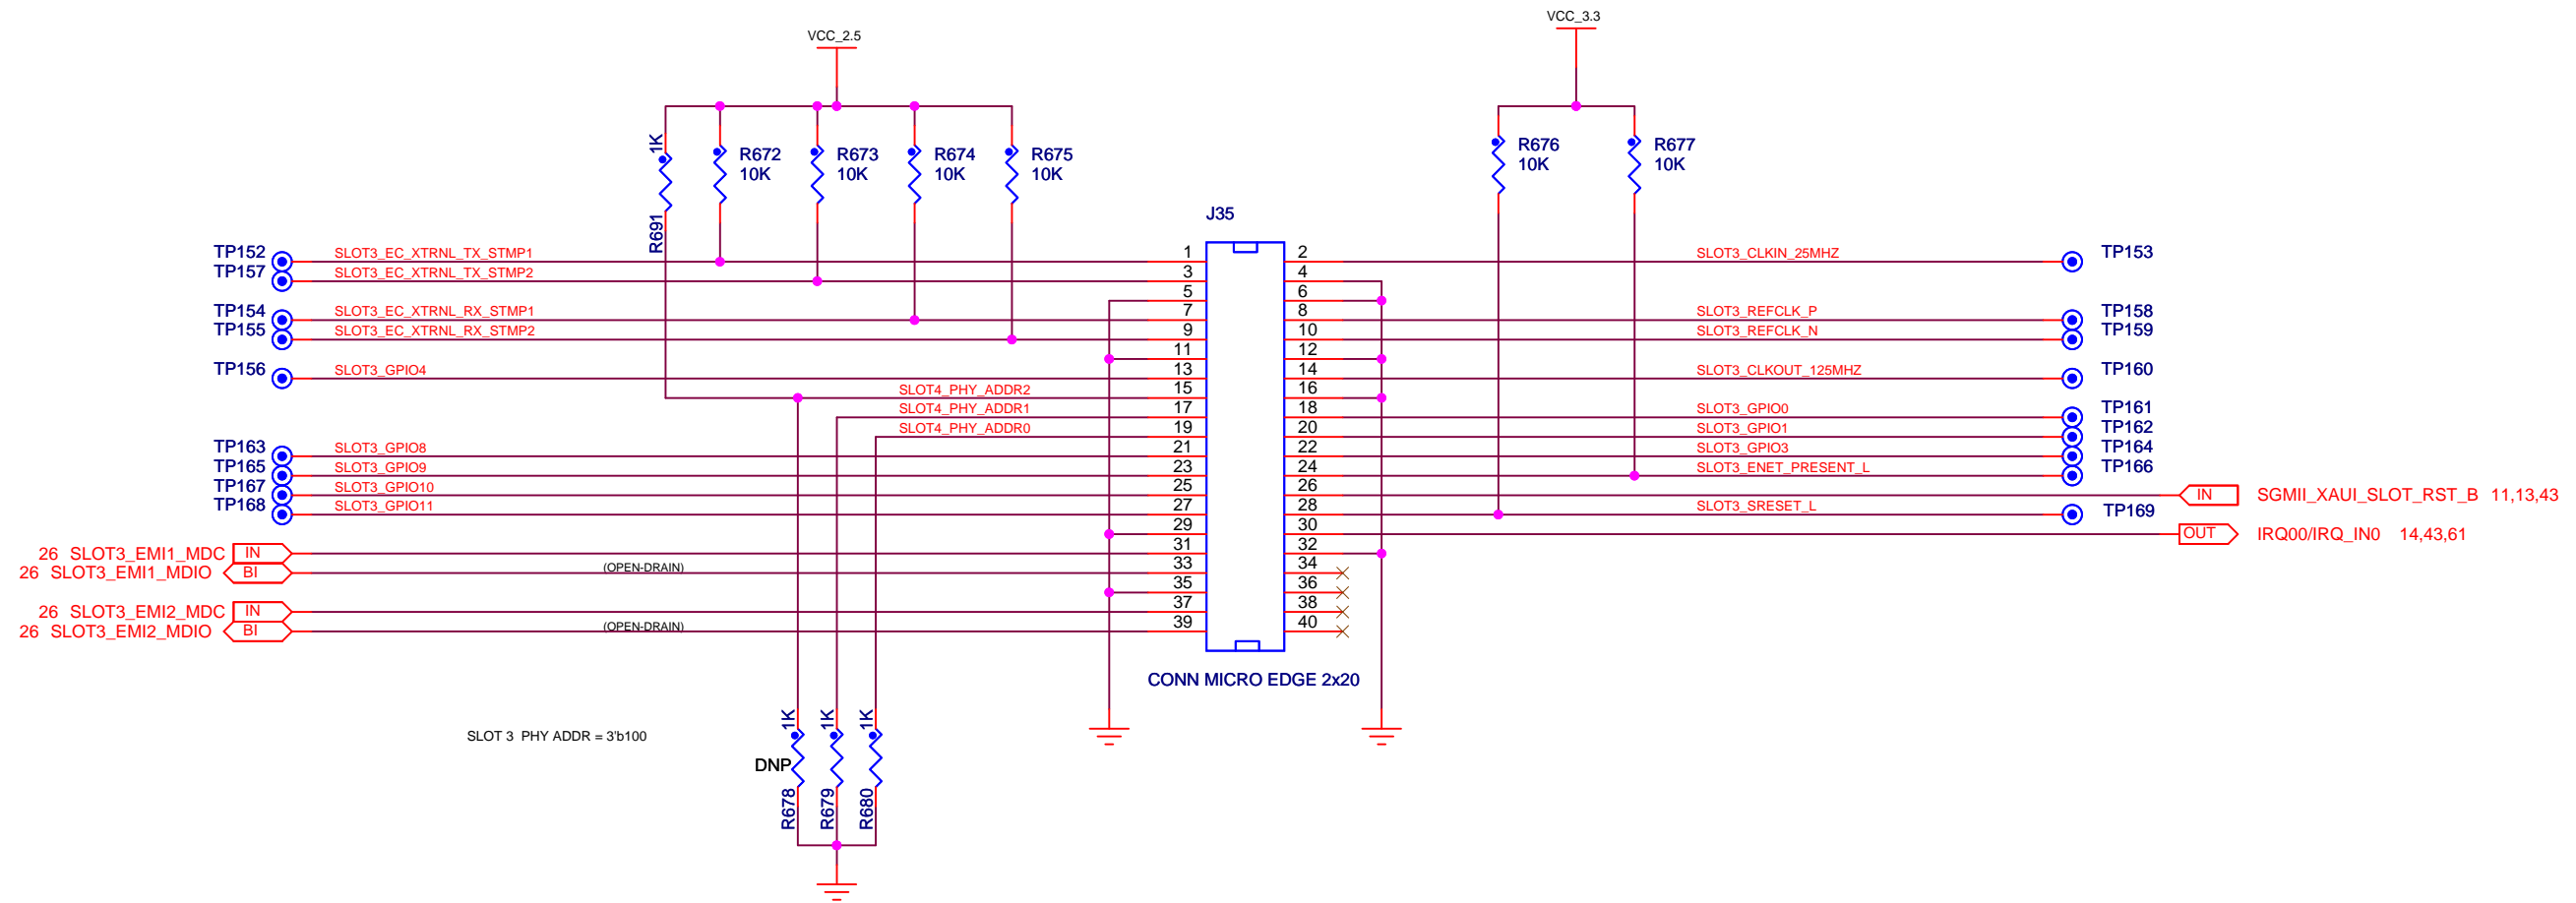 VCC_3.3
VCC_2.5
1K
R691
R672
10K
R673
10K
R674
10K
R675
10K
R676
10K
R677
10K
J35
TP152 SLOT3_EC_XTRNL_TX_STMP1 1 2 SLOT3_CLKIN_25MHZ TP153
TP157 SLOT3_EC_XTRNL_TX_STMP2 3 4
5 6
TP154 SLOT3_EC_XTRNL_RX_STMP1 7 8 SLOT3_REFCLK_P TP158
TP155 SLOT3_EC_XTRNL_RX_STMP2 9 10 SLOT3_REFCLK_N TP159
11 12
TP156 SLOT3_GPIO4 13 14 SLOT3_CLKOUT_125MHZ TP160
SLOT4_PHY_ADDR2 15 16
SLOT4_PHY_ADDR1 17 18 SLOT3_GPIO0 TP161
SLOT4_PHY_ADDR0 19 20 SLOT3_GPIO1 TP162
TP163 SLOT3_GPIO8 21 22 SLOT3_GPIO3 TP164
TP165 SLOT3_GPIO9 23 24 SLOT3_ENET_PRESENT_L TP166
TP167 SLOT3_GPIO10 25 26 IN SGMII_XAUI_SLOT_RST_B 11,13,43
TP168 SLOT3_GPIO11 27 28 SLOT3_SRESET_L TP169
29 30 OUT IRQ00/IRQ_IN0 14,43,61
26 SLOT3_EMI1_MDC IN 31 32
26 SLOT3_EMI1_MDIO BI (OPEN-DRAIN) 33 34
35 36
26 SLOT3_EMI2_MDC IN 37 38
26 SLOT3_EMI2_MDIO BI (OPEN-DRAIN) 39 40
CONN MICRO EDGE 2x20
SLOT 3 PHY ADDR = 3'b100
DNP
1K
R678
1K
R679
1K
R680